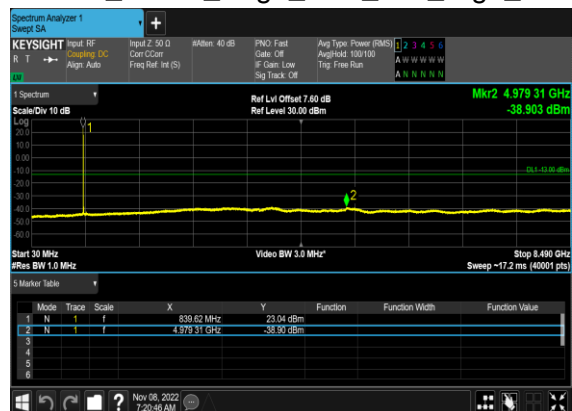 Spectrum Analyzer 1
Swept SA
KEYSIGHT Input: RF Input Z: 50 Ω #Atten: 40 dB PNO: Fast Avg Type: Power (RMS) 1 2 3 4 5 6
R T Coupling: DC Corr CCorr Gate: Off Avg|Hold: 100/100 A W W W W W
Align: Auto Freq Ref: Int (S) IF Gain: Low Trig: Free Run
LW Sig Track: Off A N N N N N
1 Spectrum Ref Lvl Offset 7.60 dB Mkr2 4.979 31 GHz
Scale/Div 10 dB Ref Level 30.00 dBm -38.903 dBm
Log
20.0
10.0
0.00
-10.0
-20.0
-30.0
-40.0
-50.0
-60.0
1
DL1 -13.00 dBm
2
Start 30 MHz Video BW 3.0 MHz* Stop 8.490 GHz
#Res BW 1.0 MHz Sweep ~17.2 ms (40001 pts)
5 Marker Table
Mode Trace Scale X Y Function Function Width Function Value
1 N 1 f 839.62 MHz 23.04 dBm
2 N 1 f 4.979 31 GHz -38.90 dBm
3
4
5
6
? Nov 08, 2022
7:20:46 AM